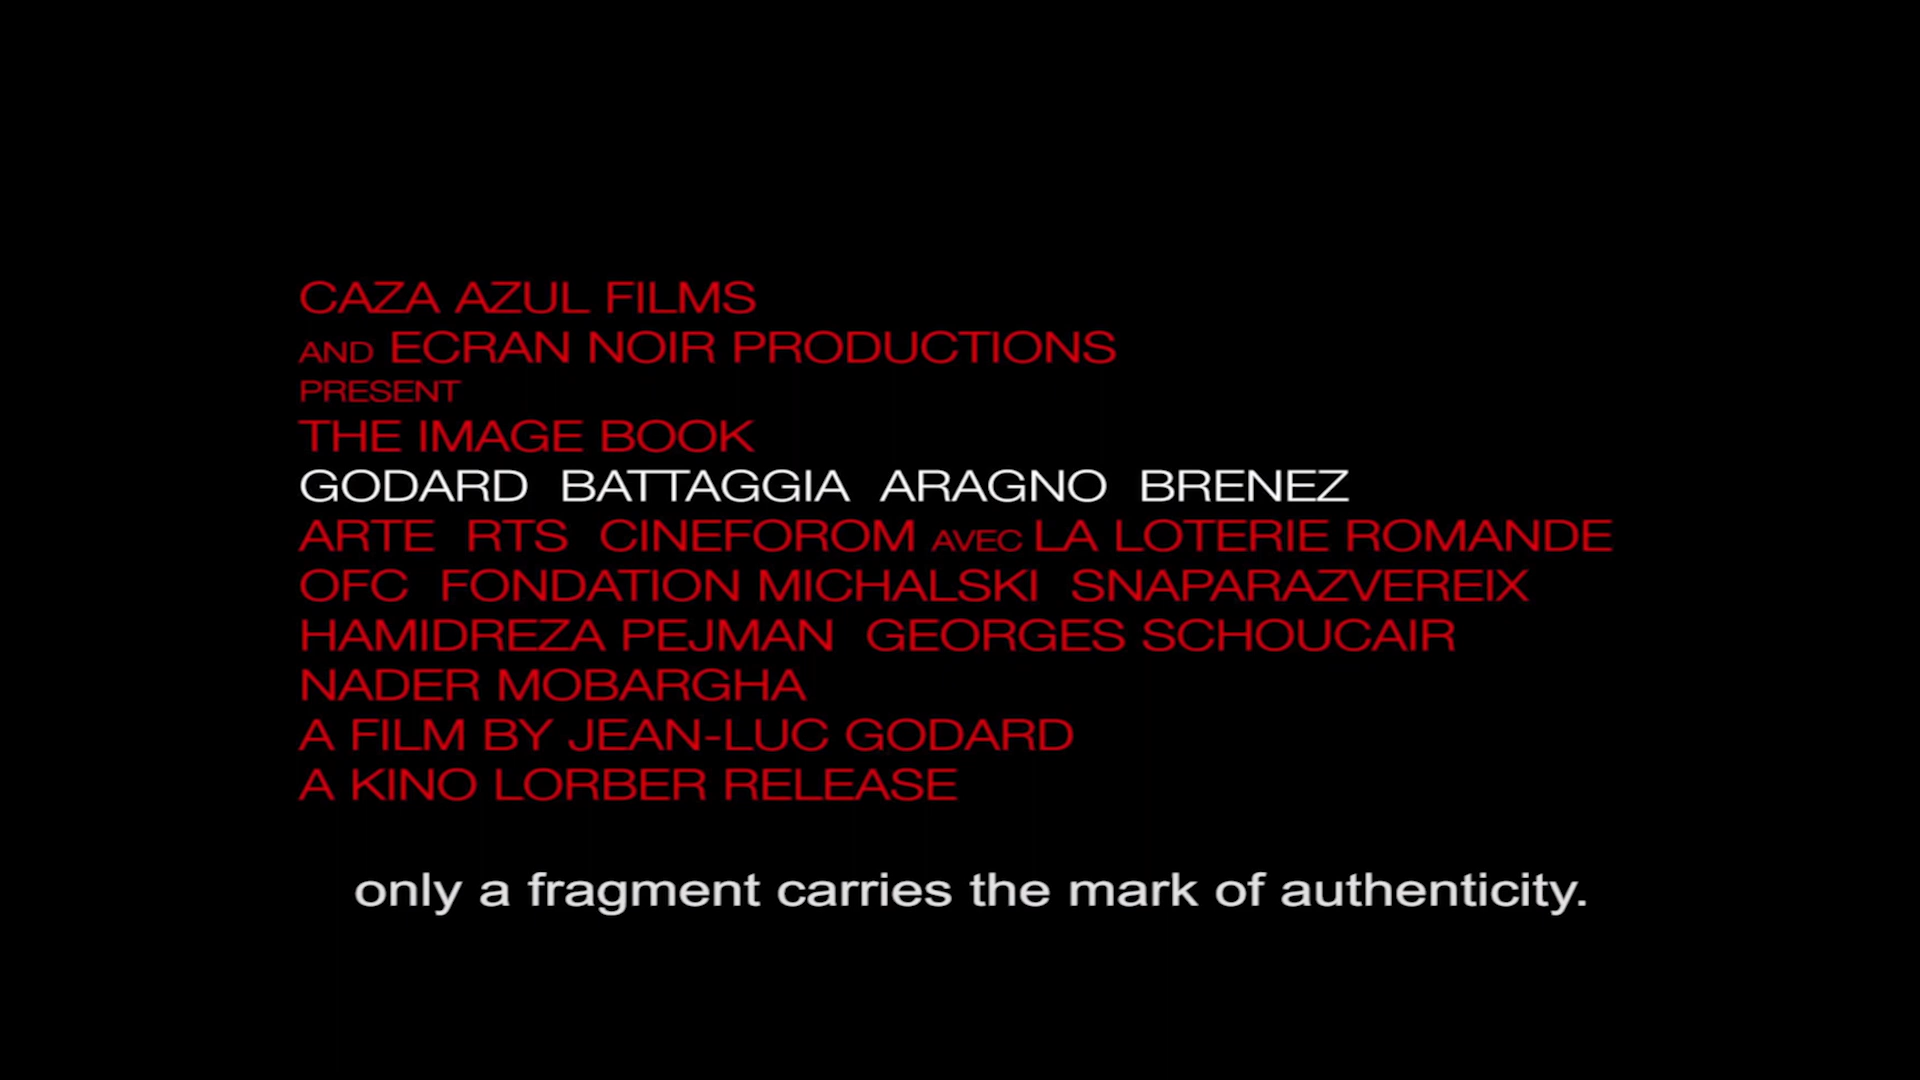 CAZA AZUL FILMS
AND ECRAN NOIR PRODUCTIONS
PRESENT
THE IMAGE BOOK
GODARD BATTAGGIA ARAGNO BRENEZ
ARTE RTS CINEFOROM AVEC LA LOTERIE ROMANDE
OFC FONDATION MICHALSKI SNAPARAZVEREIX
HAMIDREZA PEJMAN GEORGES SCHOUCAIR
NADER MOBARGHA
A FILM BY JEAN-LUC GODARD
A KINO LORBER RELEASE
only a fragment carries the mark of authenticity.